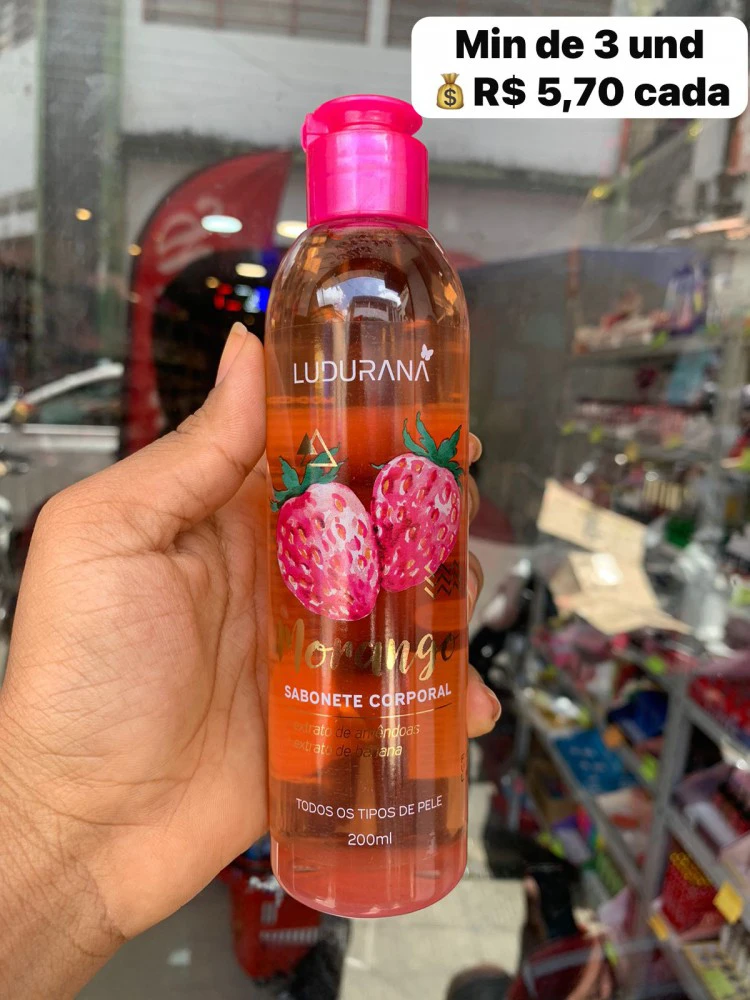 Min de 3 und
💰R$ 5,70 cada
LUDURANA
Morango
SABONETE CORPORAL
extrato de amêndoas
extrato de banana
TODOS OS TIPOS DE PELE
200ml